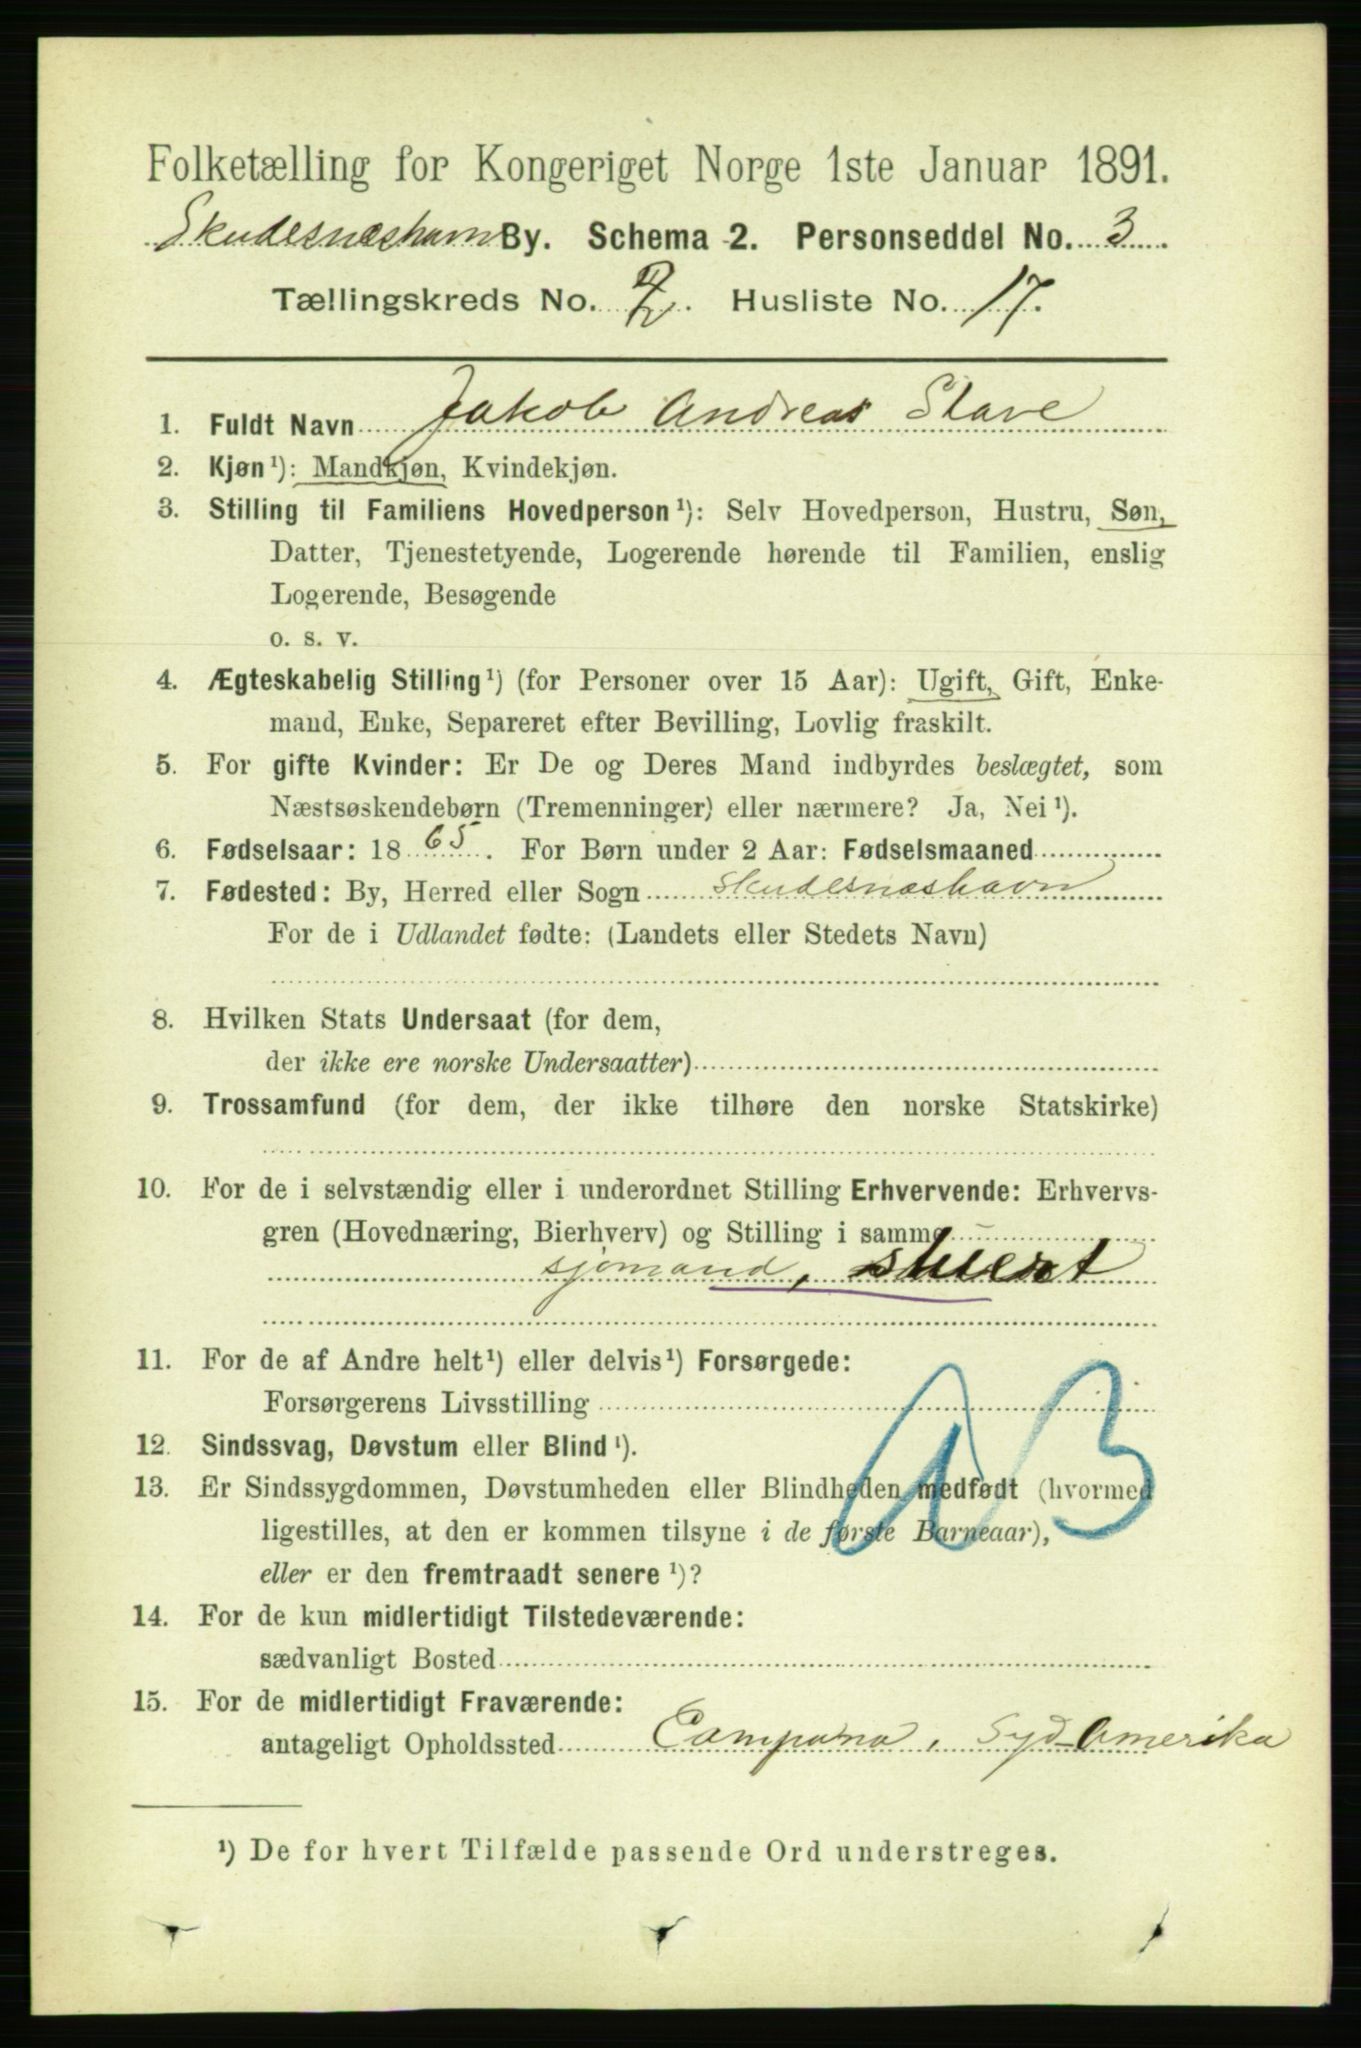 Folketælling for Kongeriget Norge 1ste Januar 1891.
Skudesnæshavn By. Schema 2. Personseddel No. 3.
Tællingskreds No. 2. Husliste No. 17.
1. Fuldt Navn Jakob Andreas Stave
2. Kjøn¹): Mandkjøn, Kvindekjøn.
3. Stilling til Familiens Hovedperson¹): Selv Hovedperson, Hustru, Søn,
Datter, Tjenestetyende, Logerende hørende til Familien, enslig
Logerende, Besøgende
o. s. v.
4. Ægteskabelig Stilling¹) (for Personer over 15 Aar): Ugift, Gift, Enke-
mand, Enke, Separeret efter Bevilling, Lovlig fraskilt.
5. For gifte Kvinder: Er De og Deres Mand indbyrdes beslægtet, som
Næstsøskendebørn (Tremenninger) eller nærmere? Ja, Nei¹).
6. Fødselsaar: 1865. For Børn under 2 Aar: Fødselsmaaned
7. Fødested: By, Herred eller Sogn Skudesnæshavn
For de i Udlandet fødte: (Landets eller Stedets Navn)
8. Hvilken Stats Undersaat (for dem,
der ikke ere norske Undersaatter)
9. Trossamfund (for dem, der ikke tilhøre den norske Statskirke)
10. For de i selvstændig eller i underordnet Stilling Erhvervende: Erhvervs-
gren (Hovednæring, Bierhverv) og Stilling i samme
sjømand, stuert
11. For de af Andre helt¹) eller delvis¹) Forsørgede:
Forsørgerens Livsstilling
12. Sindssvag, Døvstum eller Blind¹).
13. Er Sindssygdommen, Døvstumheden eller Blindheden medfødt (hvormed
ligestilles, at den er kommen tilsyne i de første Barneaar),
eller er den fremtraadt senere¹)?
14. For de kun midlertidigt Tilstedeværende:
sædvanligt Bosted
15. For de midlertidigt Fraværende:
antageligt Opholdssted Campana, Syd-Amerika
¹) De for hvert Tilfælde passende Ord understreges.